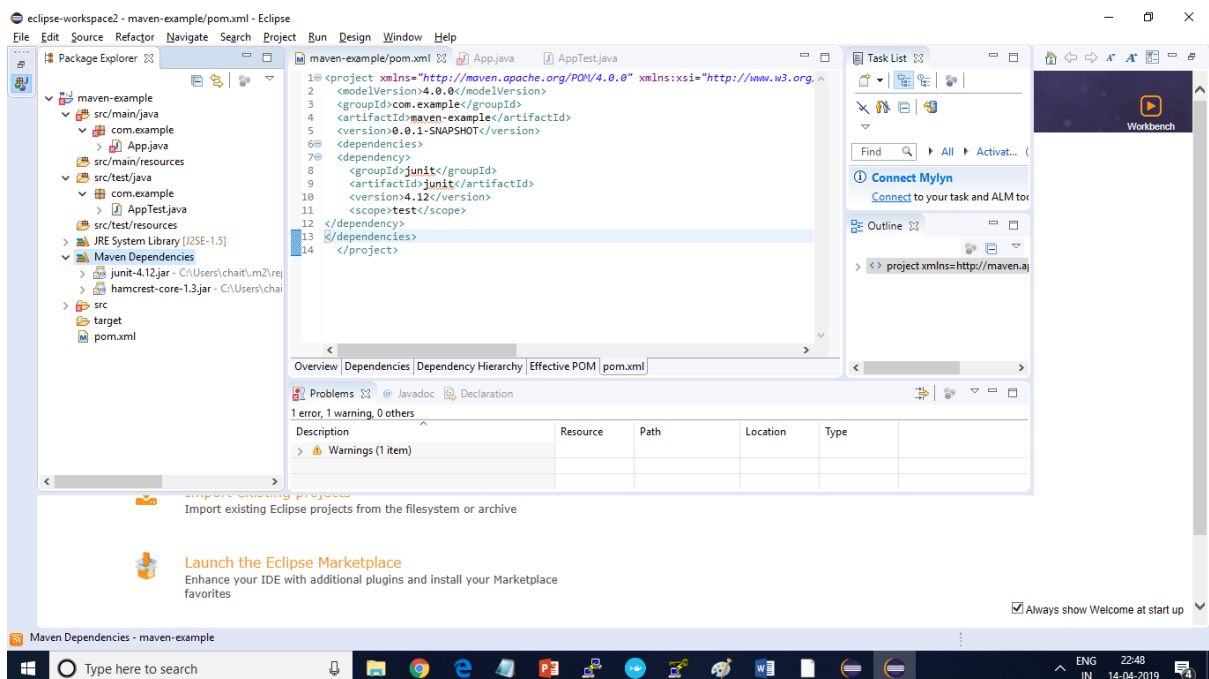 eclipse-workspace2 - maven-example/pom.xml - Eclipse
File Edit Source Refactor Navigate Search Project Run Design Window Help
Package Explorer
maven-example
src/main/java
com.example
App.java
src/main/resources
src/test/java
com.example
AppTest.java
src/test/resources
JRE System Library [J2SE-1.5]
Maven Dependencies
junit-4.12.jar - C:\Users\chait\.m2\rep
hamcrest-core-1.3.jar - C:\Users\chai
src
target
pom.xml
maven-example/pom.xml App.java AppTest.java
1 <project xmlns="http://maven.apache.org/POM/4.0.0" xmlns:xsi="http://www.w3.org/
2 <modelVersion>4.0.0</modelVersion>
3 <groupId>com.example</groupId>
4 <artifactId>maven-example</artifactId>
5 <version>0.0.1-SNAPSHOT</version>
6 <dependencies>
7 <dependency>
8 <groupId>junit</groupId>
9 <artifactId>junit</artifactId>
10 <version>4.12</version>
11 <scope>test</scope>
12 </dependency>
13 </dependencies>
14 </project>
Overview Dependencies Dependency Hierarchy Effective POM pom.xml
Problems Javadoc Declaration
1 error, 1 warning, 0 others
Description Resource Path Location Type
Warnings (1 item)
Task List
Find All Activat...
Connect Mylyn
Connect to your task and ALM too
Outline
project xmlns=http://maven.a
Workbench
Import existing projects
Import existing Eclipse projects from the filesystem or archive
Launch the Eclipse Marketplace
Enhance your IDE with additional plugins and install your Marketplace
favorites
Always show Welcome at start up
Maven Dependencies - maven-example
Type here to search
ENG
IN
22:48
14-04-2019
4